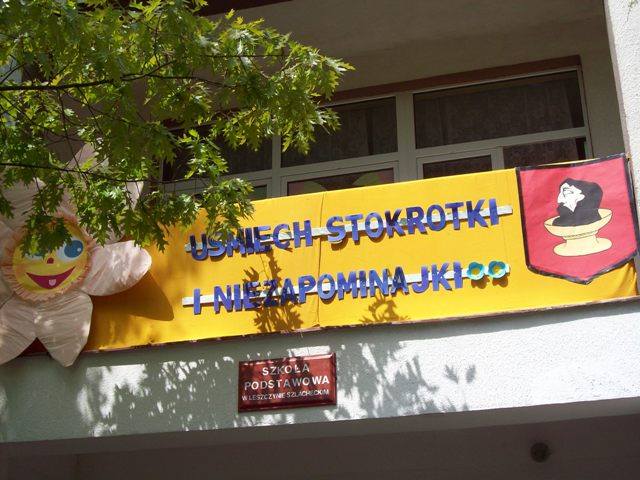 UŚMIECH STOKROTKI
I NIEZAPOMINAJKI
SZKOŁA
PODSTAWOWA
W LESZCZYNIE SZLACHECKIM